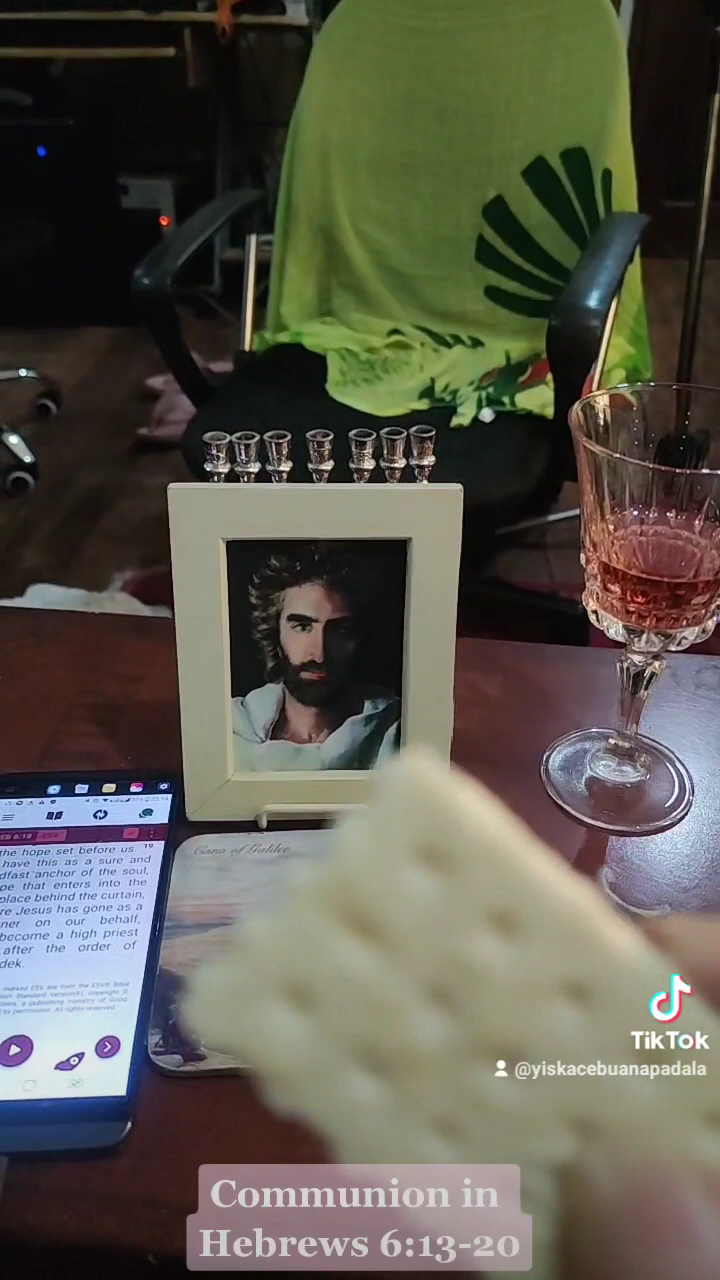 Cana of Galilee
the hope set before us. 19
have this as a sure and
dfast anchor of the soul,
pe that enters into the
place behind the curtain,
re Jesus has gone as a
ner on our behalf,
become a high priest
after the order of
dek.
TikTok
@yiskacebuanapadala
Communion in
Hebrews 6:13-20